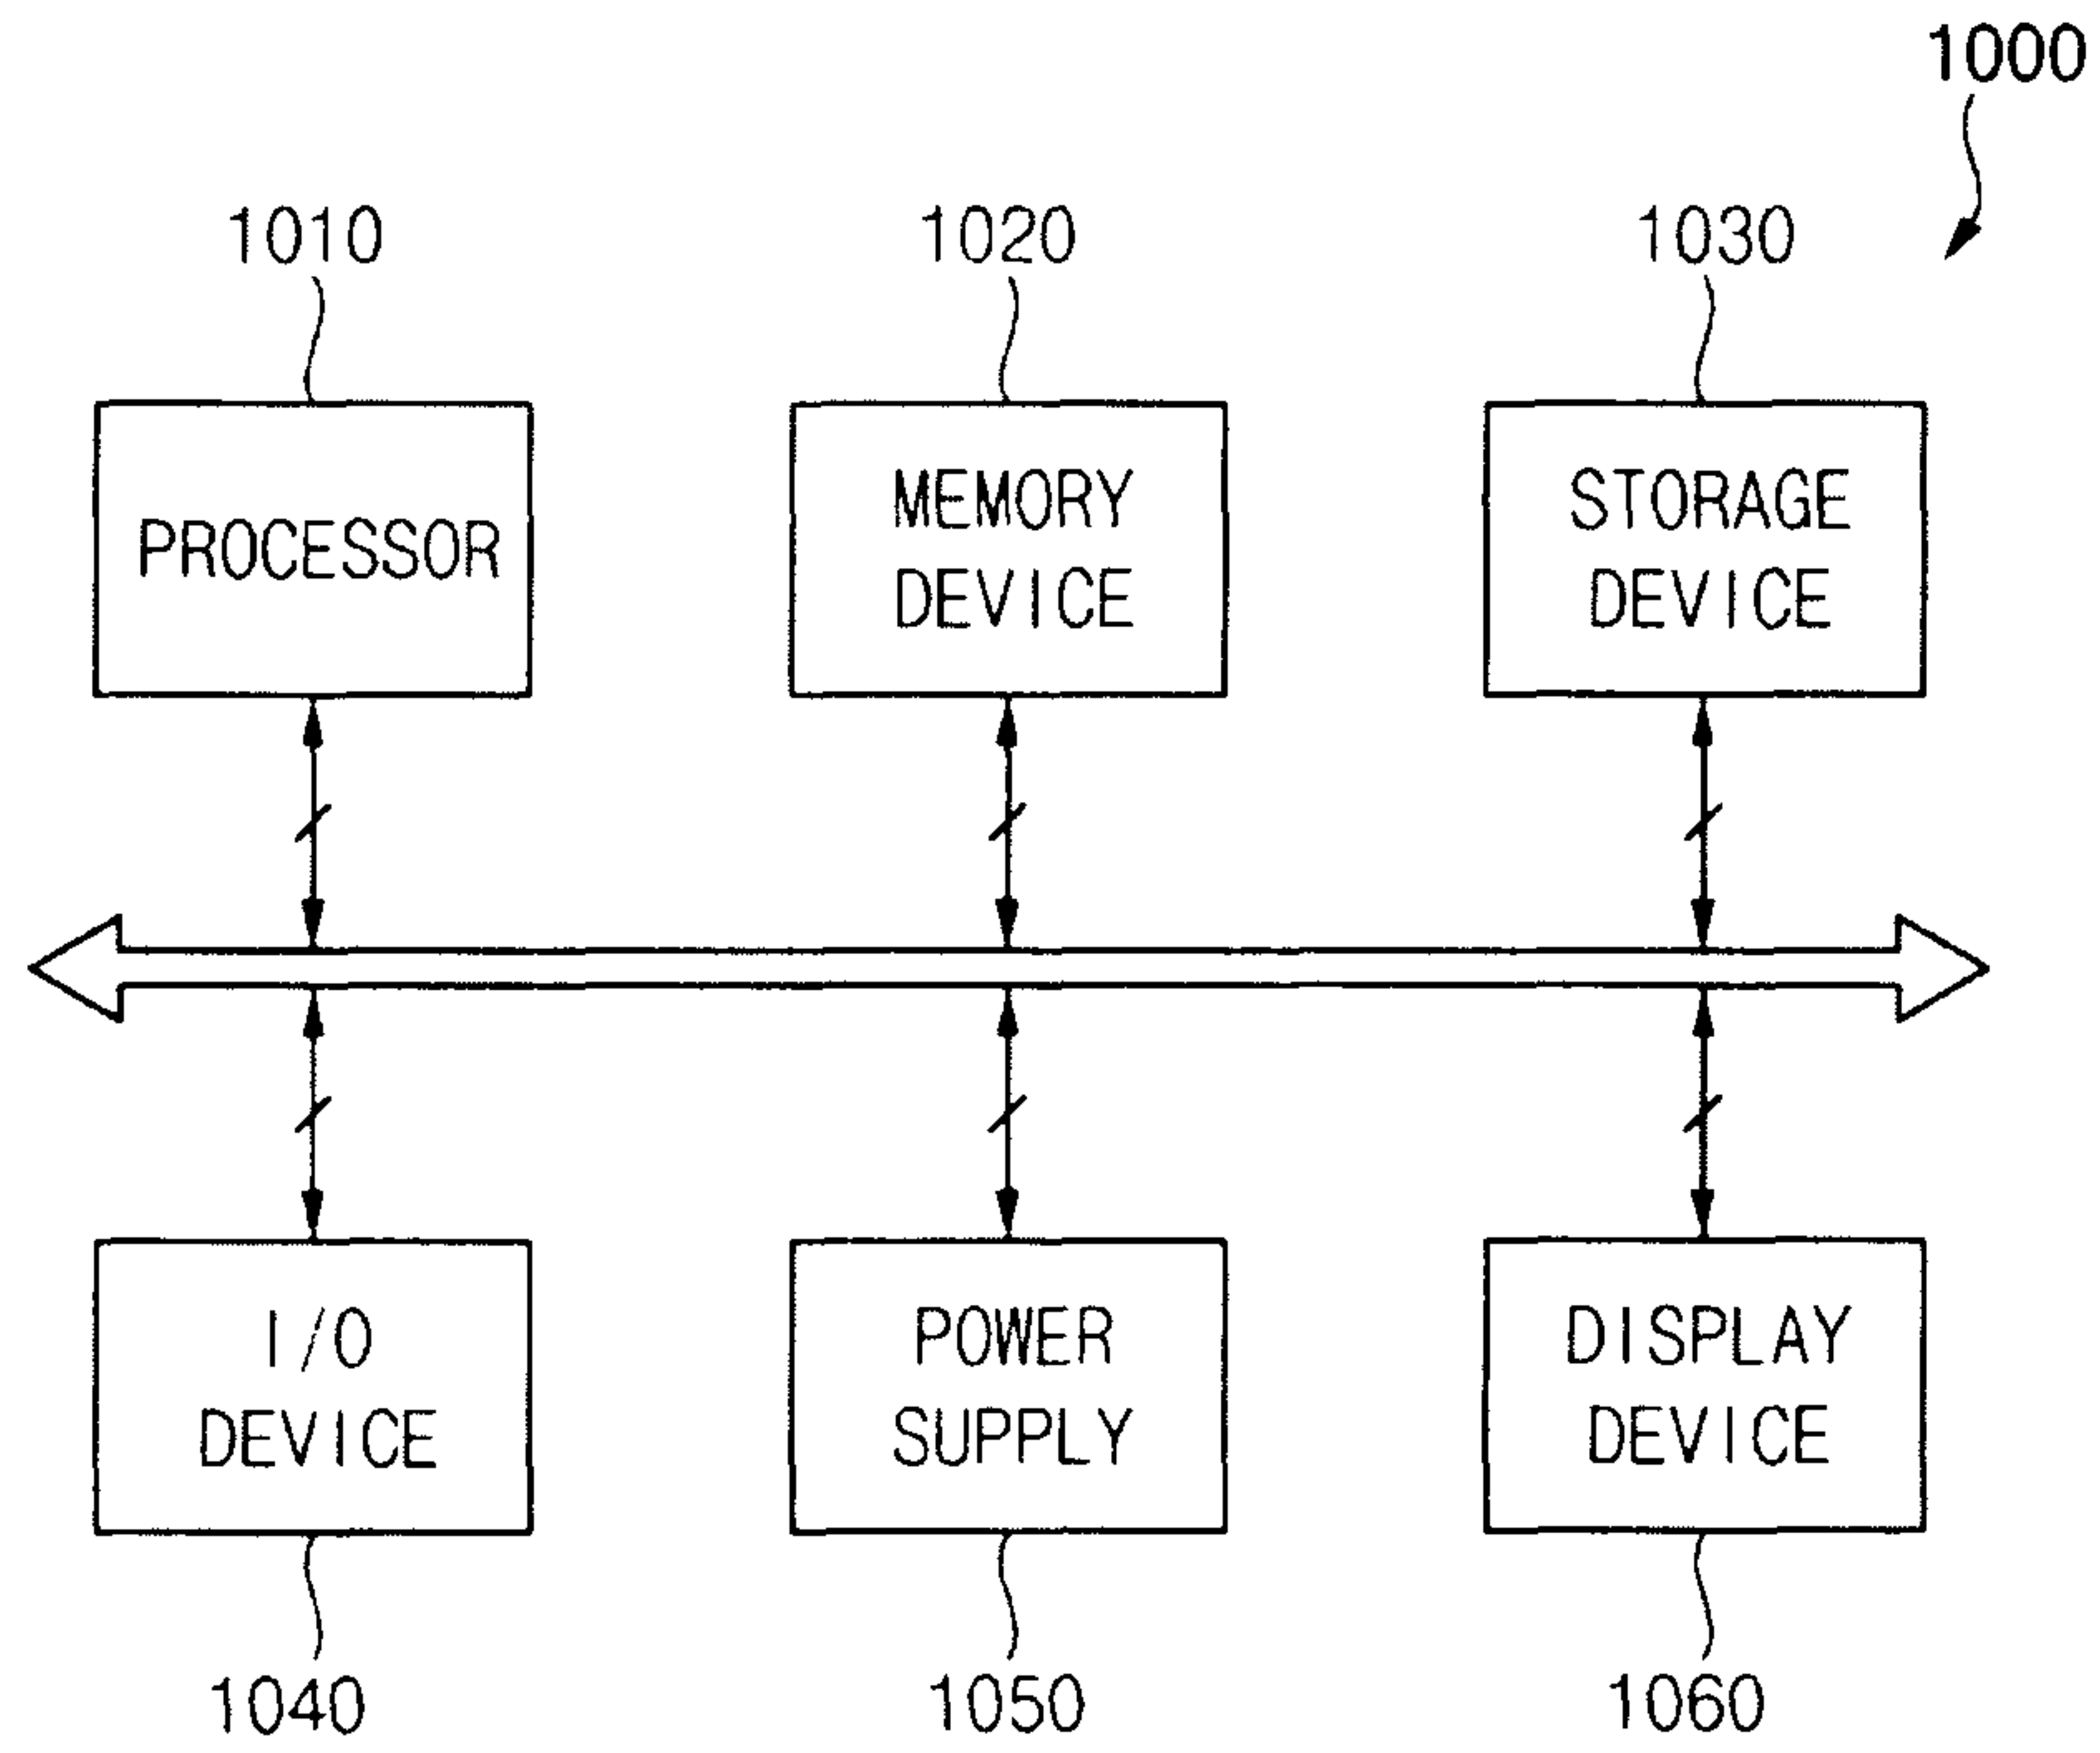 1000
1010
1020
1030
PROCESSOR
MEMORY
DEVICE
STORAGE
DEVICE
I/O
DEVICE
POWER
SUPPLY
DISPLAY
DEVICE
1040
1050
1060